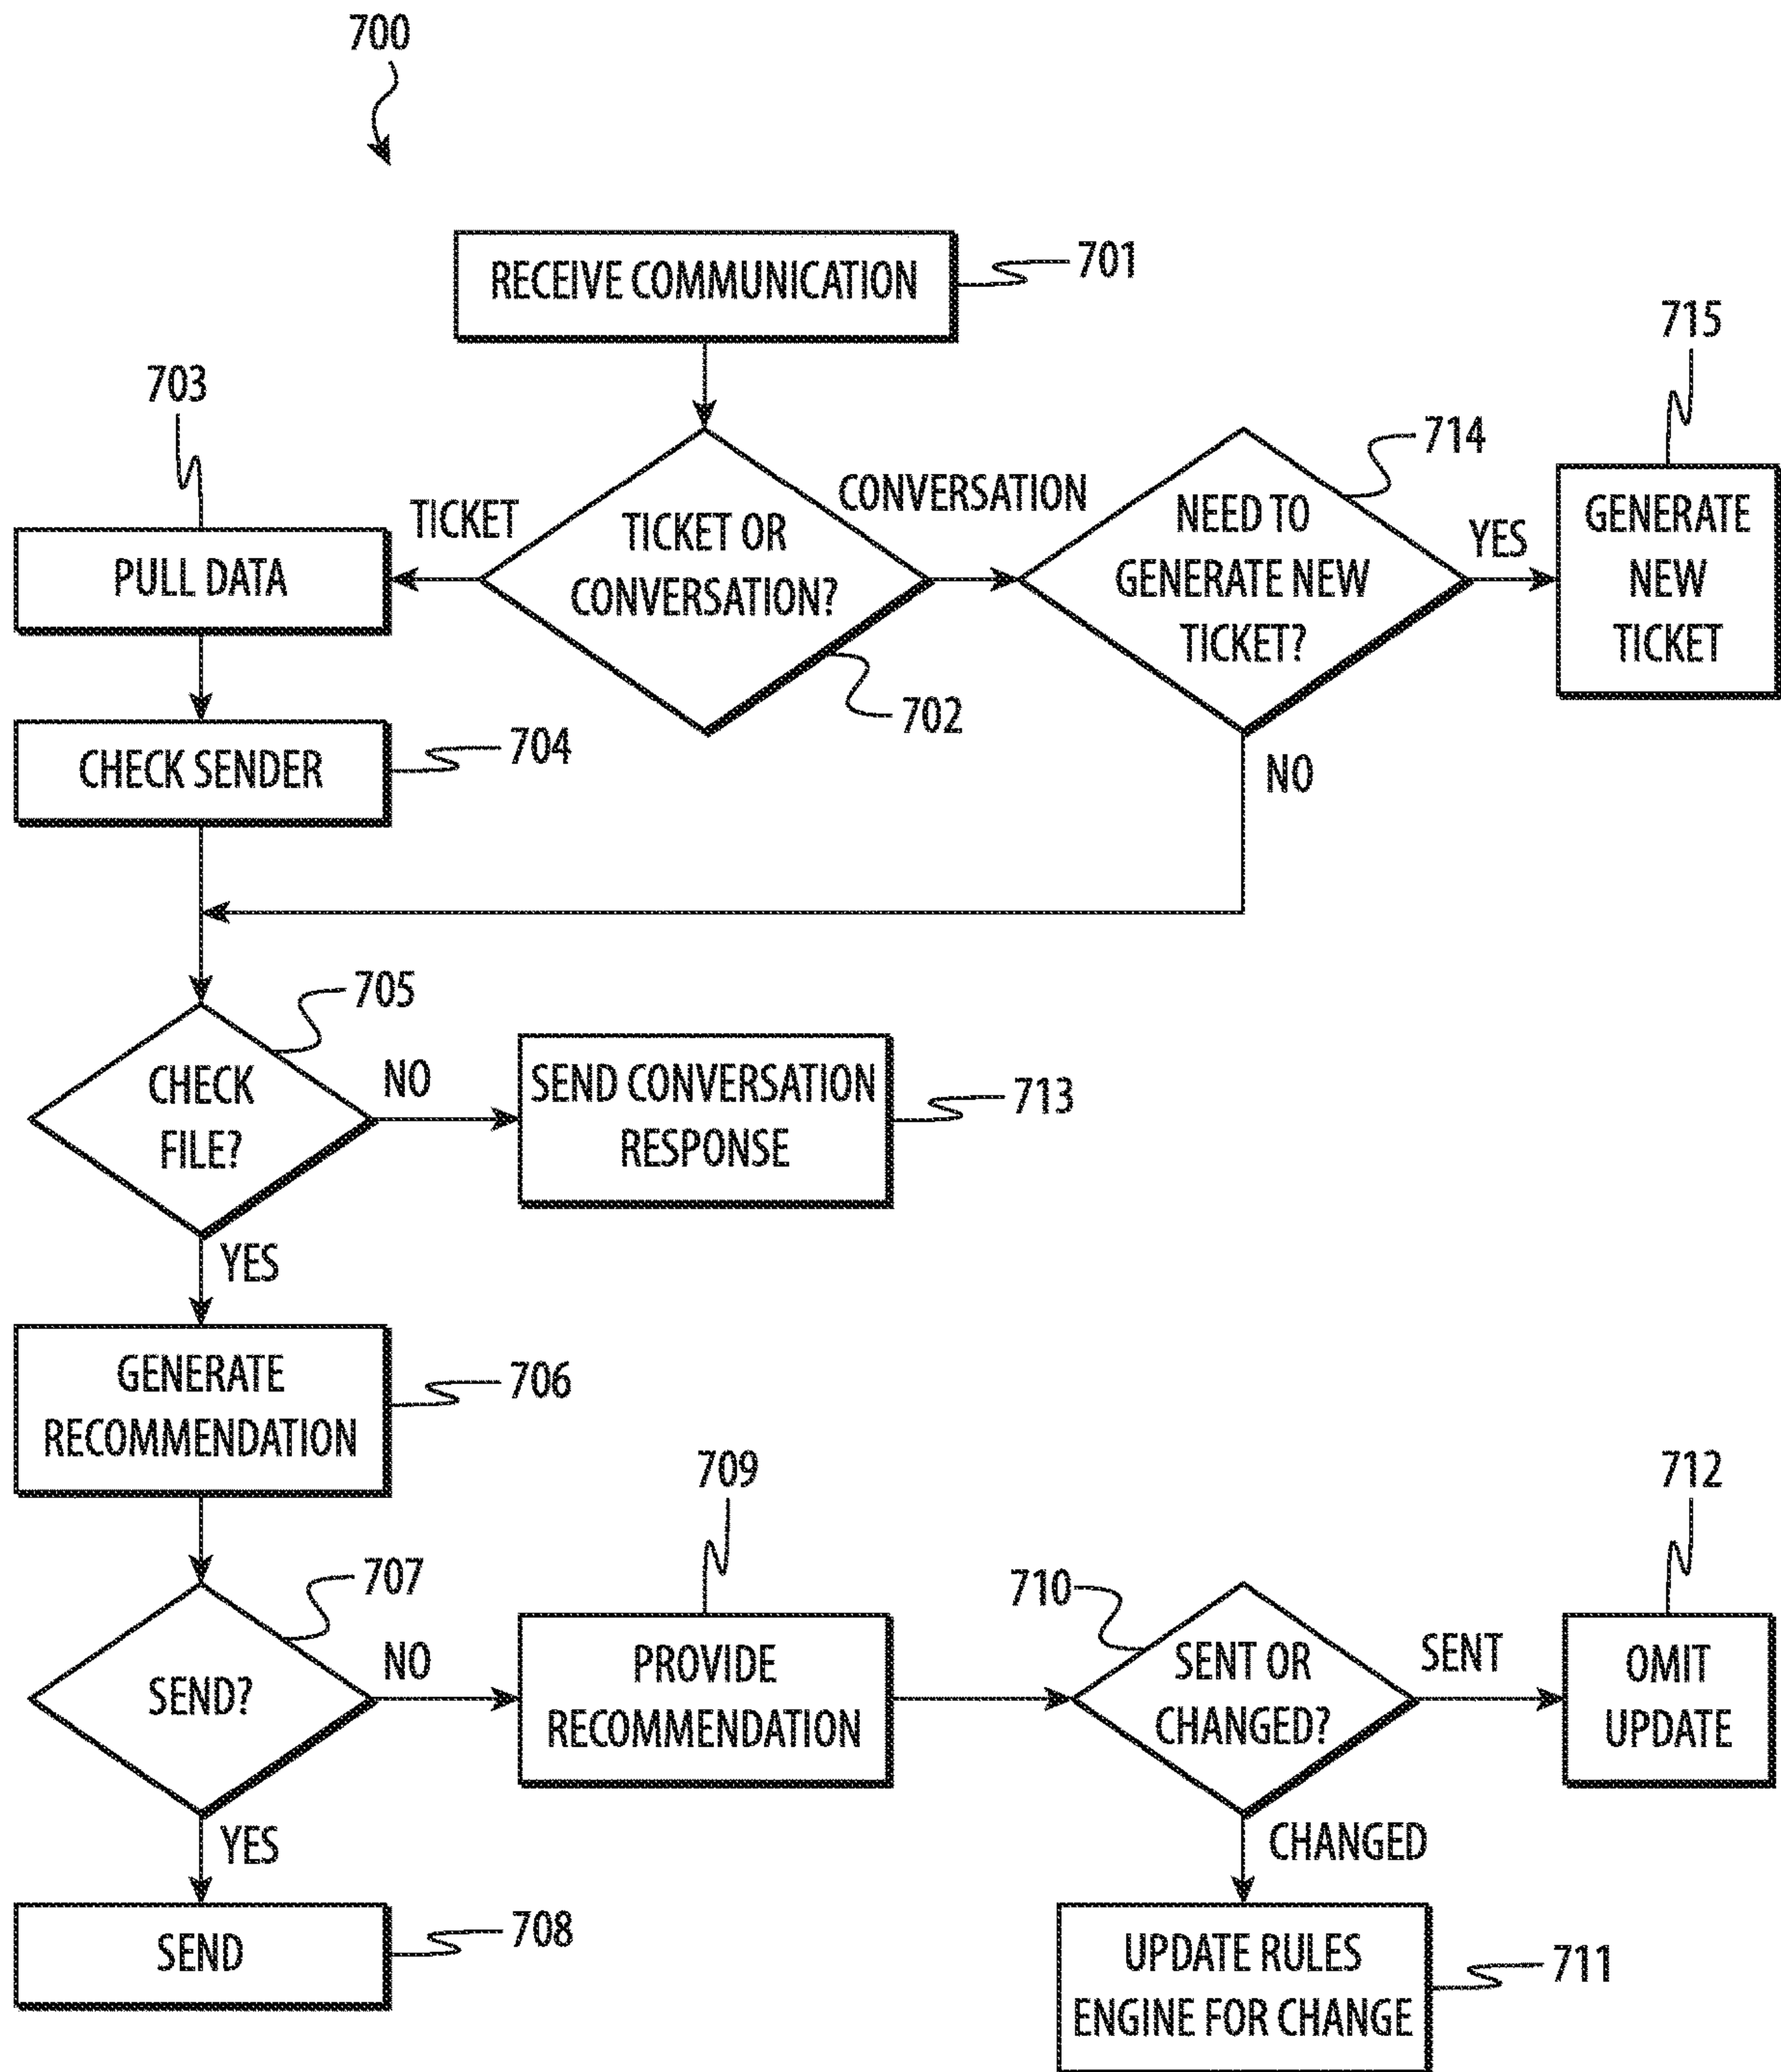 700
RECEIVE COMMUNICATION
701
715
703
714
TICKET
CONVERSATION
TICKET OR
CONVERSATION?
NEED TO
GENERATE NEW
TICKET?
YES
GENERATE
NEW
TICKET
PULL DATA
702
CHECK SENDER
704
NO
705
CHECK
FILE?
NO
SEND CONVERSATION
RESPONSE
713
YES
GENERATE
RECOMMENDATION
706
709
712
707
710
SEND?
NO
PROVIDE
RECOMMENDATION
SENT OR
CHANGED?
SENT
OMIT
UPDATE
YES
CHANGED
SEND
708
UPDATE RULES
ENGINE FOR CHANGE
711